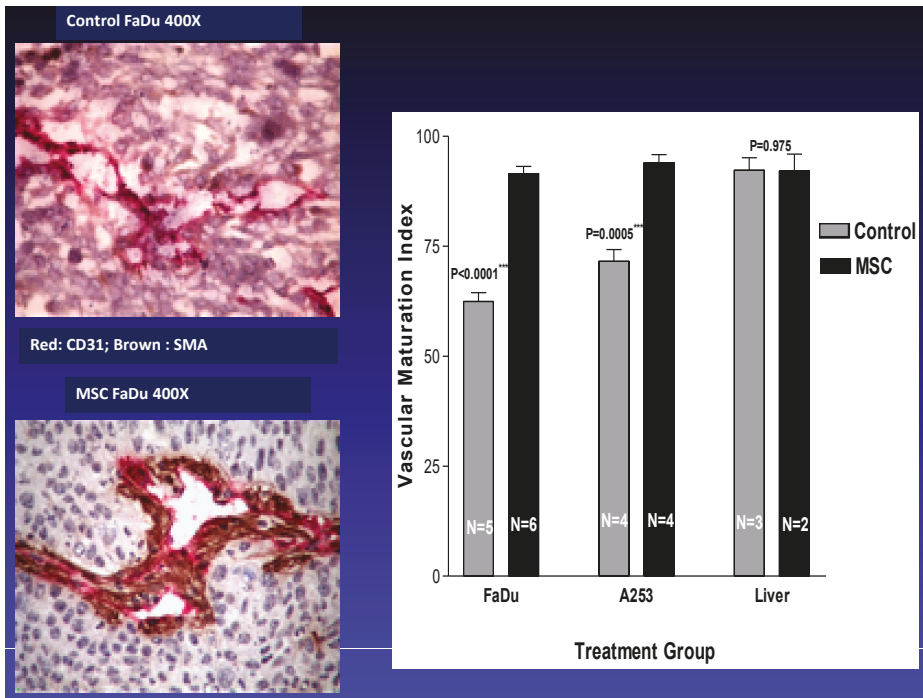 Control FaDu 400X
Red: CD31; Brown : SMA
MSC FaDu 400X
Vascular Maturation Index
100
75
50
25
0
P<0.0001***
P=0.0005***
P=0.975
Control
MSC
N=5
N=6
N=4
N=4
N=3
N=2
FaDu
A253
Liver
Treatment Group